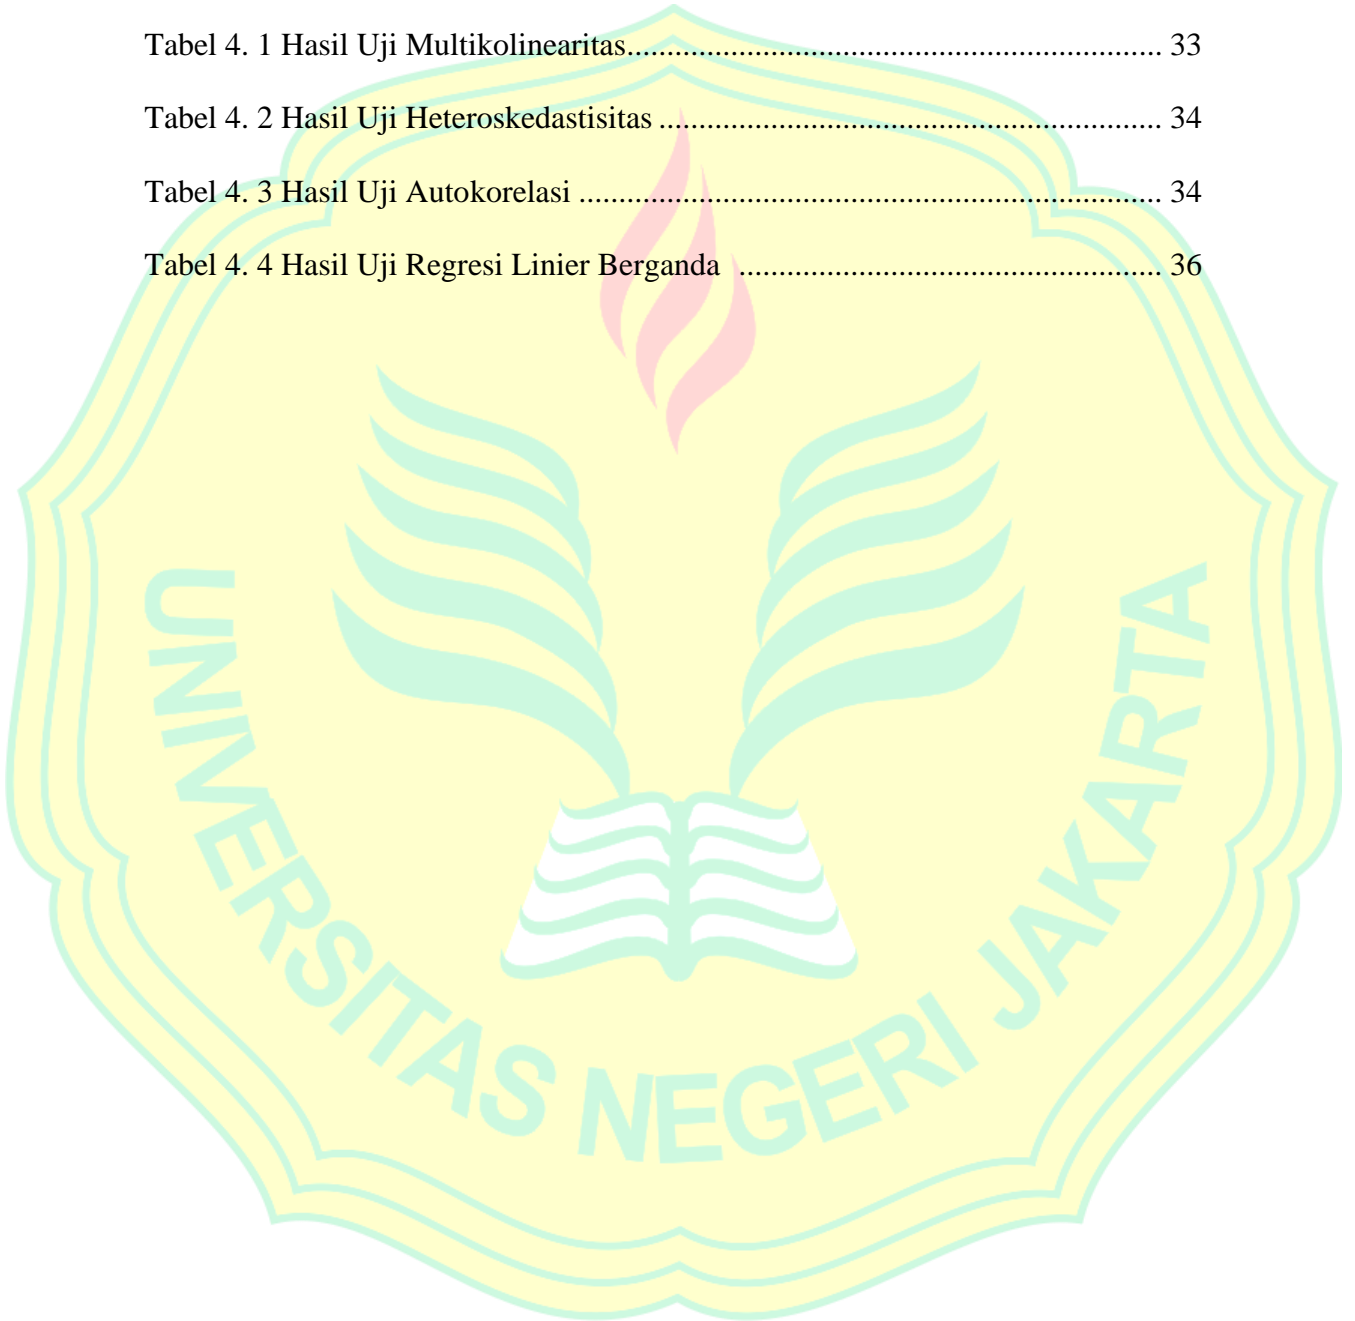 Tabel 4. 1 Hasil Uji Multikolinearitas.................................................................... 33
Tabel 4. 2 Hasil Uji Heteroskedastisitas ................................................................ 34
Tabel 4. 3 Hasil Uji Autokorelasi .......................................................................... 34
Tabel 4. 4 Hasil Uji Regresi Linier Berganda ...................................................... 36
UNIVERSITAS NEGERI JAKARTA